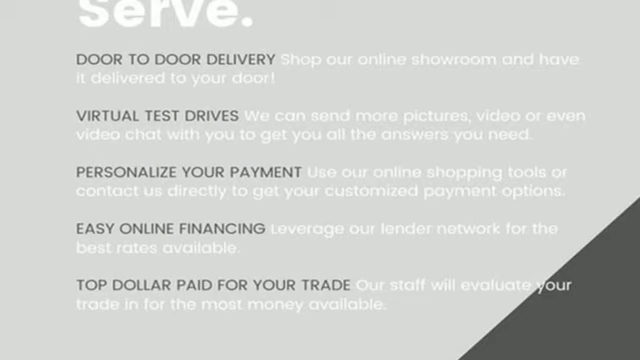 Serve.
DOOR TO DOOR DELIVERY Shop our online showroom and have
it delivered to your door!
VIRTUAL TEST DRIVES We can send more pictures, video or even
video chat with you to get you all the answers you need.
PERSONALIZE YOUR PAYMENT Use our online shopping tools or
contact us directly to get your customized payment options.
EASY ONLINE FINANCING Leverage our lender network for the
best rates available.
TOP DOLLAR PAID FOR YOUR TRADE Our staff will evaluate your
trade in for the most money available.